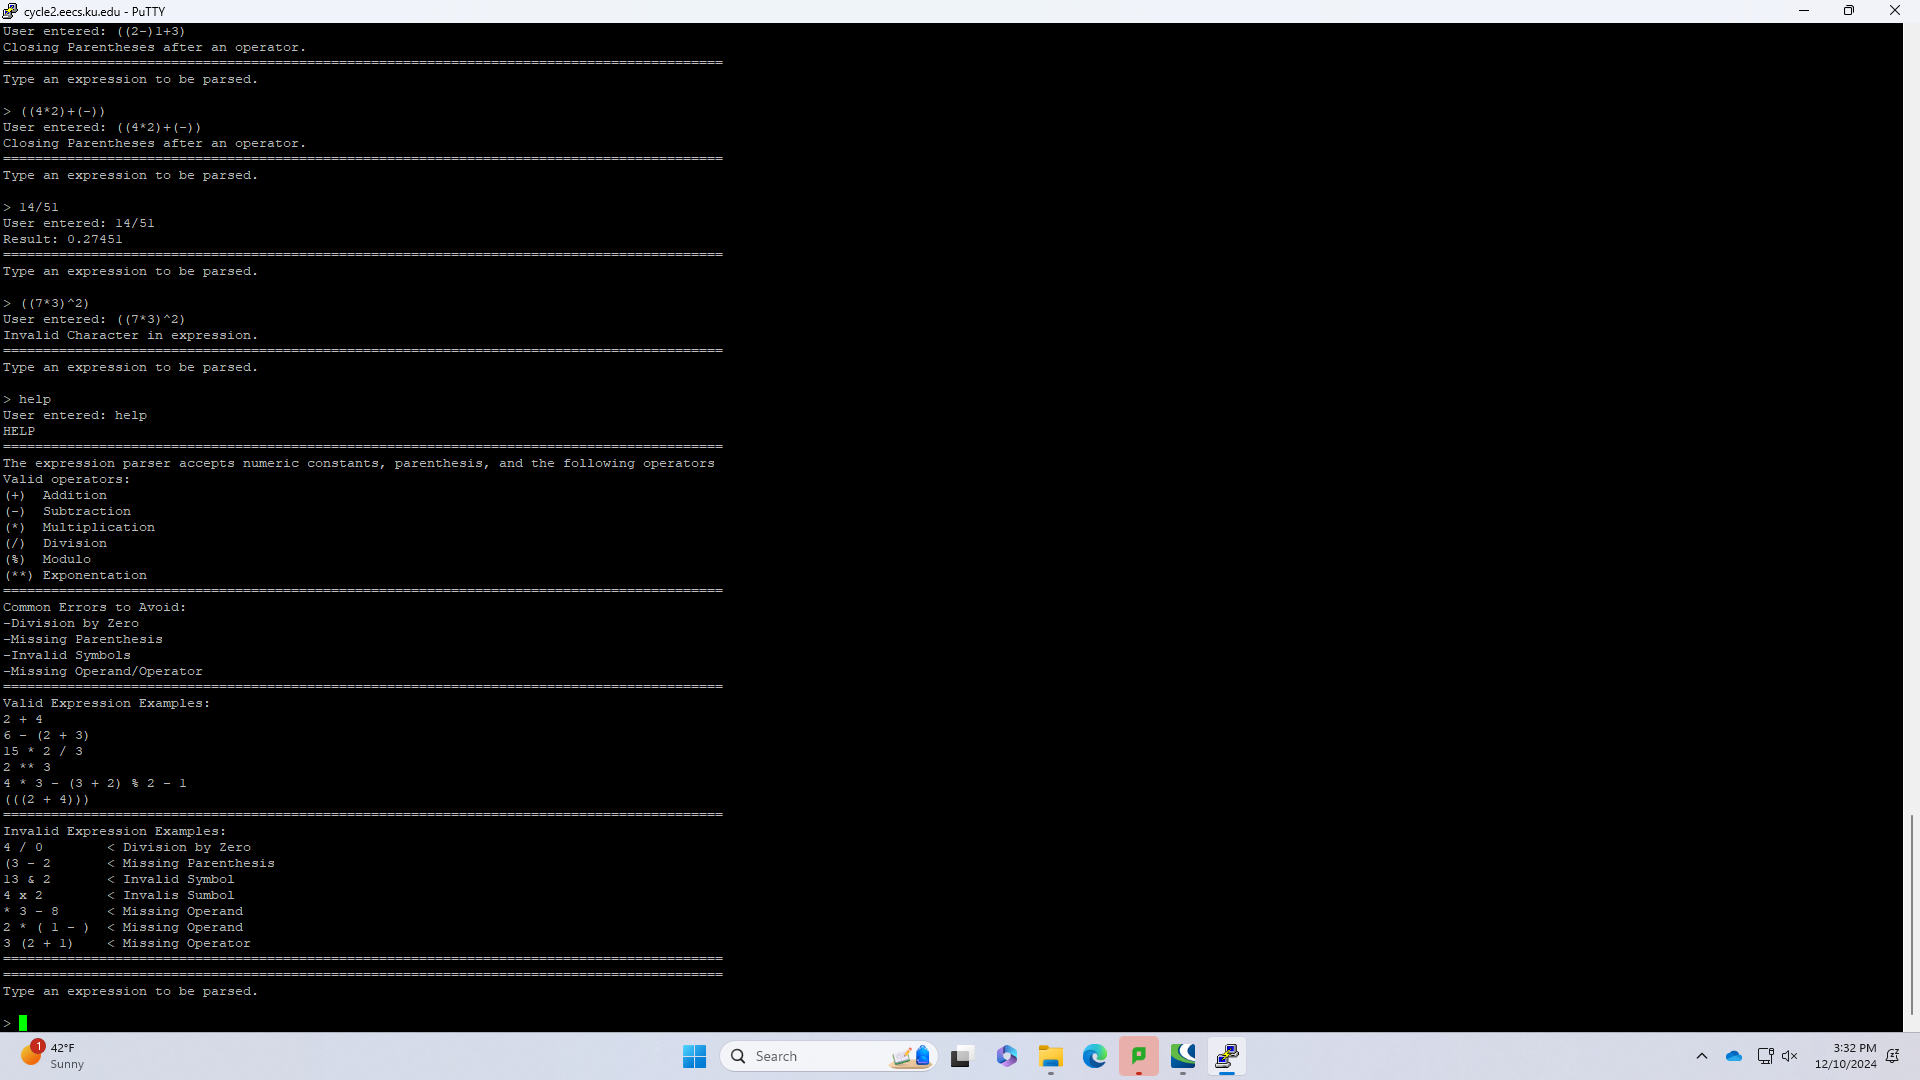 cycle2.eecs.ku.edu - PuTTY
User entered: ((2-)1+3)
Closing Parentheses after an operator.
==========================================================================================
Type an expression to be parsed.
> ((4*2)+(-))
User entered: ((4*2)+(-))
Closing Parentheses after an operator.
==========================================================================================
Type an expression to be parsed.
> 14/51
User entered: 14/51
Result: 0.27451
==========================================================================================
Type an expression to be parsed.
> ((7*3)^2)
User entered: ((7*3)^2)
Invalid Character in expression.
==========================================================================================
Type an expression to be parsed.
> help
User entered: help
HELP
==========================================================================================
The expression parser accepts numeric constants, parenthesis, and the following operators
Valid operators:
(+)  Addition
(-)  Subtraction
(*)  Multiplication
(/)  Division
(%)  Modulo
(**) Exponentation
==========================================================================================
Common Errors to Avoid:
-Division by Zero
-Missing Parenthesis
-Invalid Symbols
-Missing Operand/Operator
==========================================================================================
Valid Expression Examples:
2 + 4
6 - (2 + 3)
15 * 2 / 3
2 ** 3
4 * 3 - (3 + 2) % 2 - 1
(((2 + 4)))
==========================================================================================
Invalid Expression Examples:
4 / 0        < Division by Zero
(3 - 2       < Missing Parenthesis
13 & 2       < Invalid Symbol
4 x 2        < Invalis Sumbol
* 3 - 8      < Missing Operand
2 * ( 1 - )  < Missing Operand
3 (2 + 1)    < Missing Operator
==========================================================================================
==========================================================================================
Type an expression to be parsed.
>
1
42°F
Sunny
Search
3:32 PM
12/10/2024